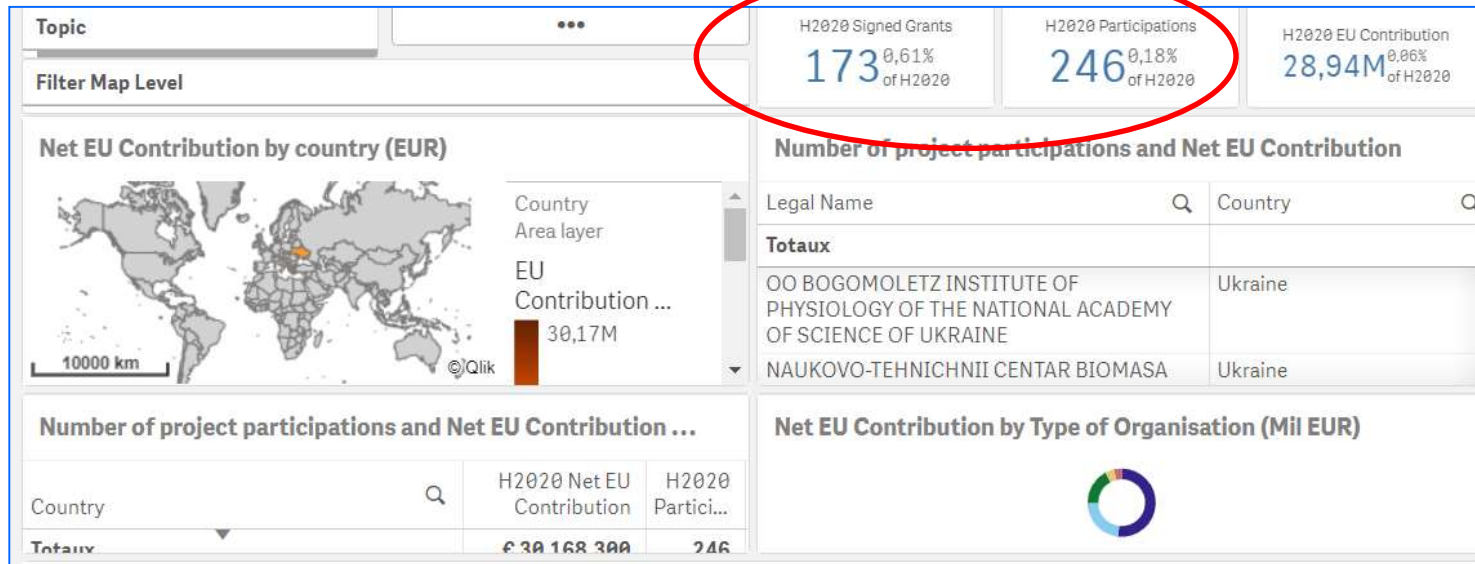 Topic
•••
Filter Map Level
H2020 Signed Grants
173 0,61%
of H2020
H2020 Participations
246 0,18%
of H2020
H2020 EU Contribution
28,94M 0,06%
of H2020
Net EU Contribution by country (EUR)
Country
Area layer
EU
Contribution ...
30,17M
10000 km
©Qlik
Number of project participations and Net EU Contribution
Legal Name
Country
Totaux
OO BOGOMOLETZ INSTITUTE OF
PHYSIOLOGY OF THE NATIONAL ACADEMY
OF SCIENCE OF UKRAINE
Ukraine
NAUKOVO-TEHNICHNII CENTAR BIOMASA
Ukraine
Number of project participations and Net EU Contribution ...
Country
H2020 Net EU
Contribution
H2020
Partici...
Totaux
€ 30 168 300
246
Net EU Contribution by Type of Organisation (Mil EUR)